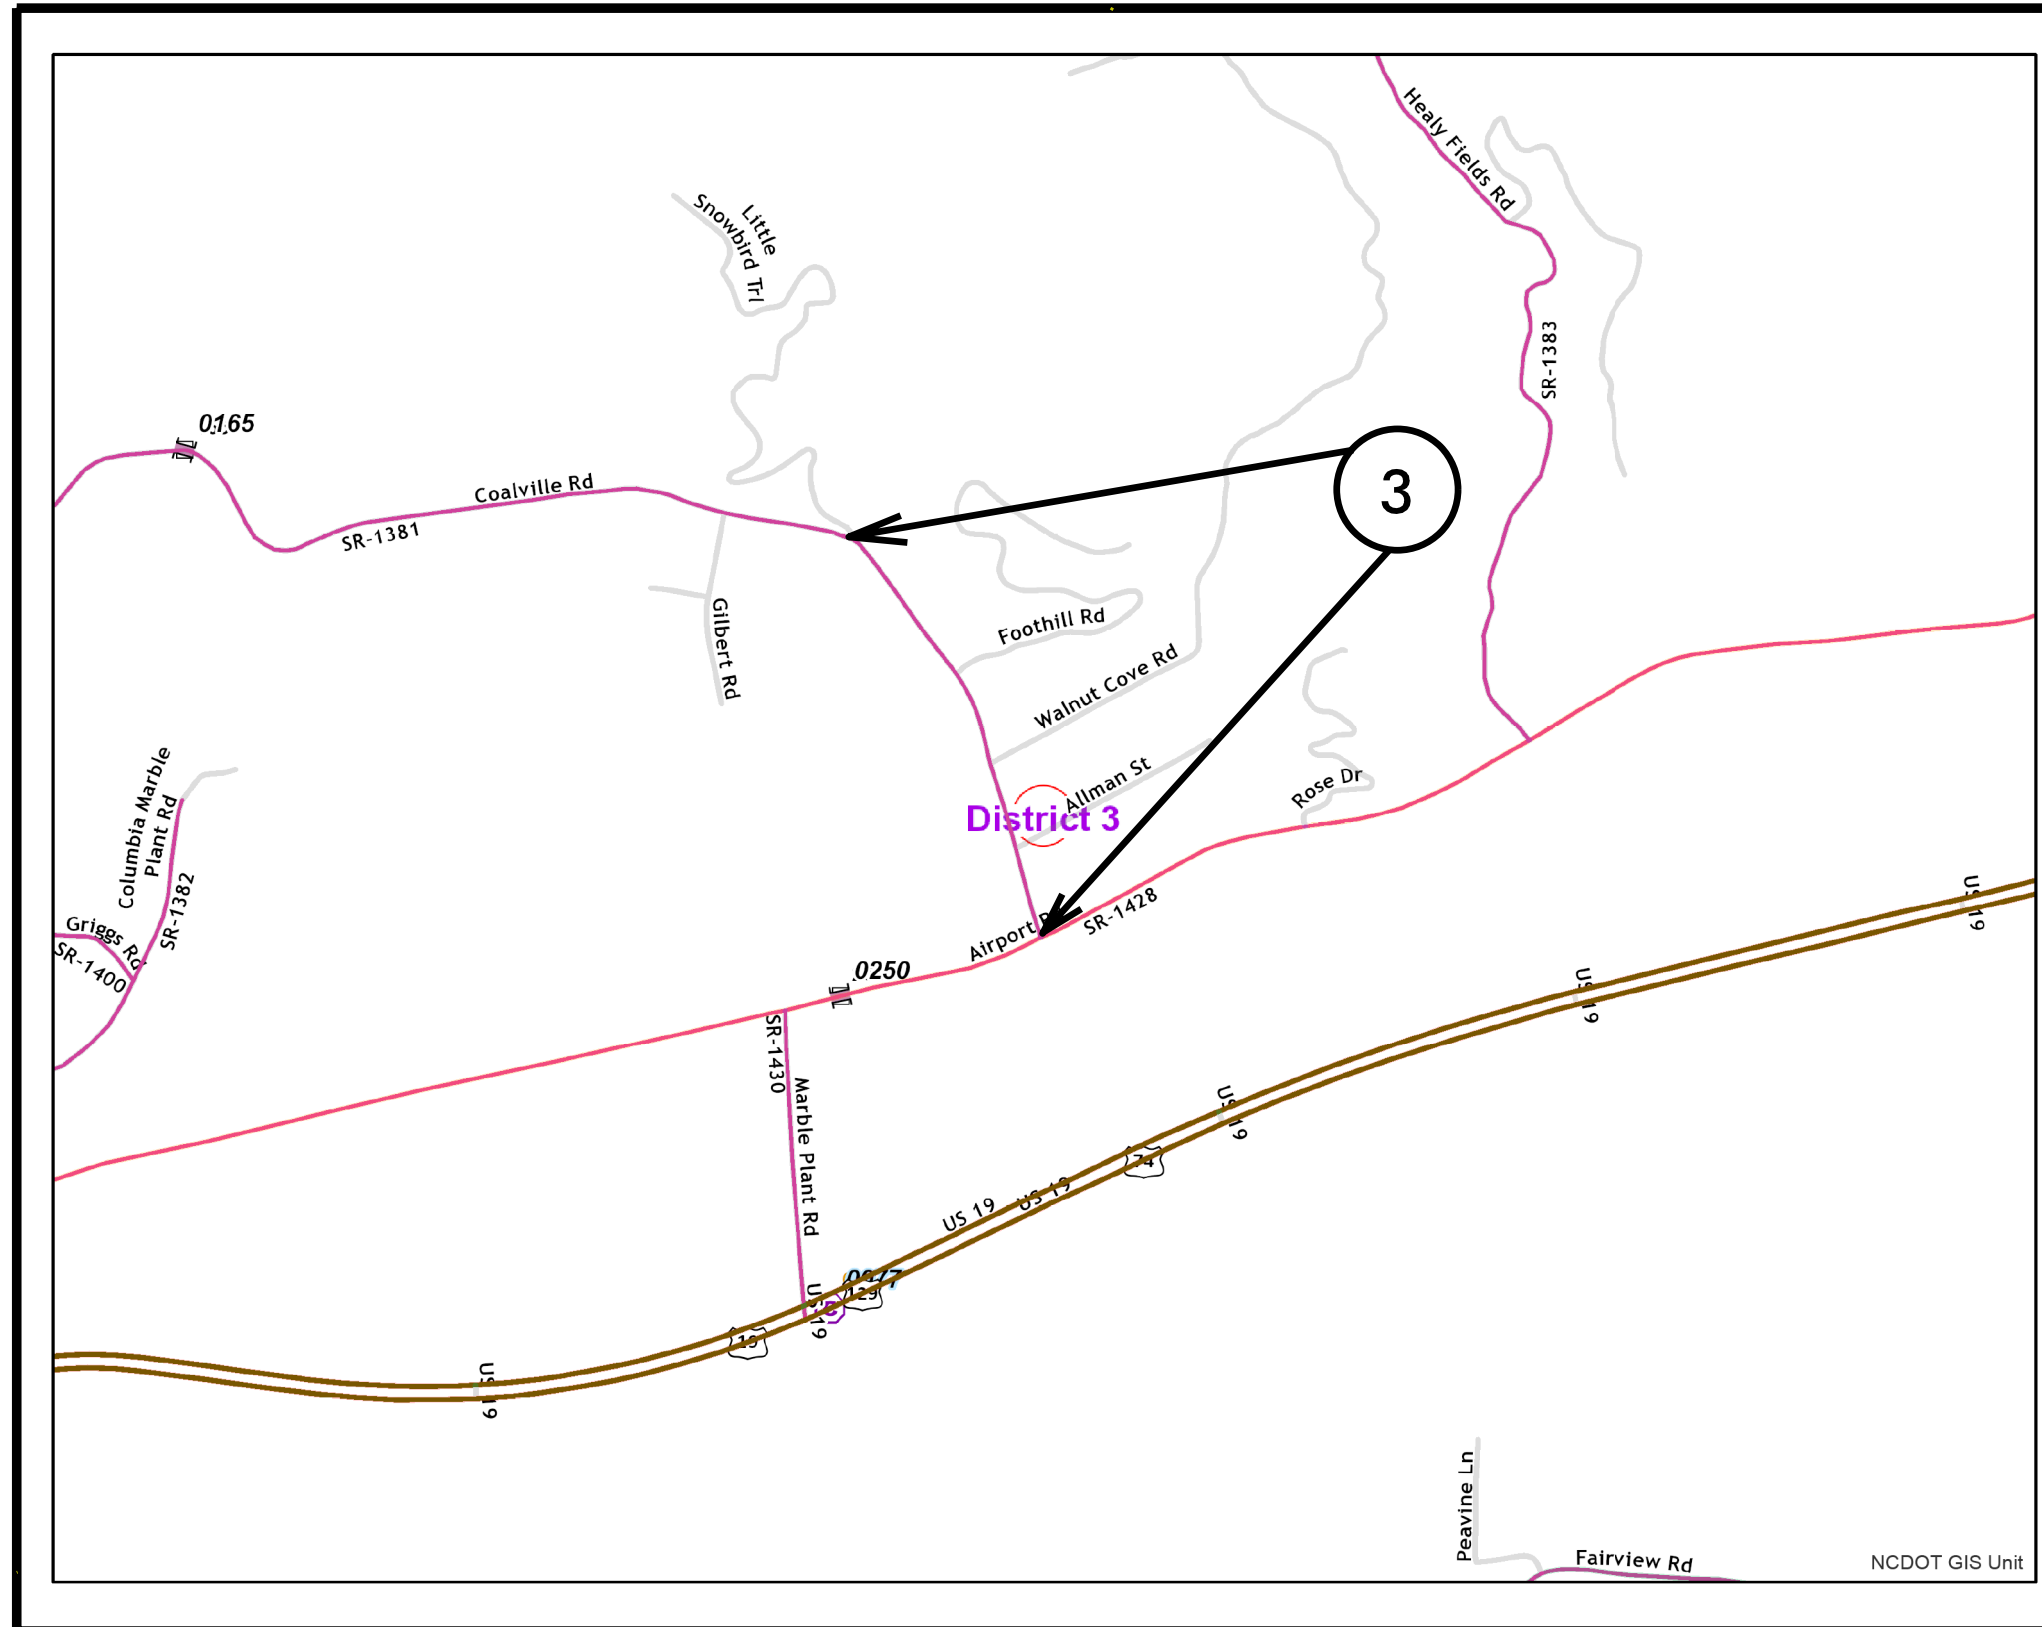 Healy Fields Rd
Little
Snowbird Trl
SR-1383
0165
Coalville Rd
SR-1381
3
Gilbert Rd
Foothill Rd
Walnut Cove Rd
Allman St
District 3
Rose Dr
Columbia Marble
Plant Rd
SR-1382
Griggs Rd
SR-1400
Airport
SR-1428
0250
SR-1430
Marble Plant Rd
US 19
US 19
US 19
74
US 19
US 19
129
US 19
19
US 19
Peavine Ln
Fairview Rd
NCDOT GIS Unit